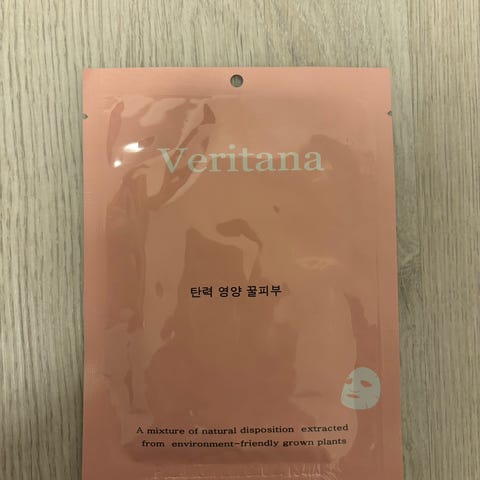 Veritana
탄력 영양 꿀피부
A mixture of natural disposition extracted
from environment-friendly grown plants